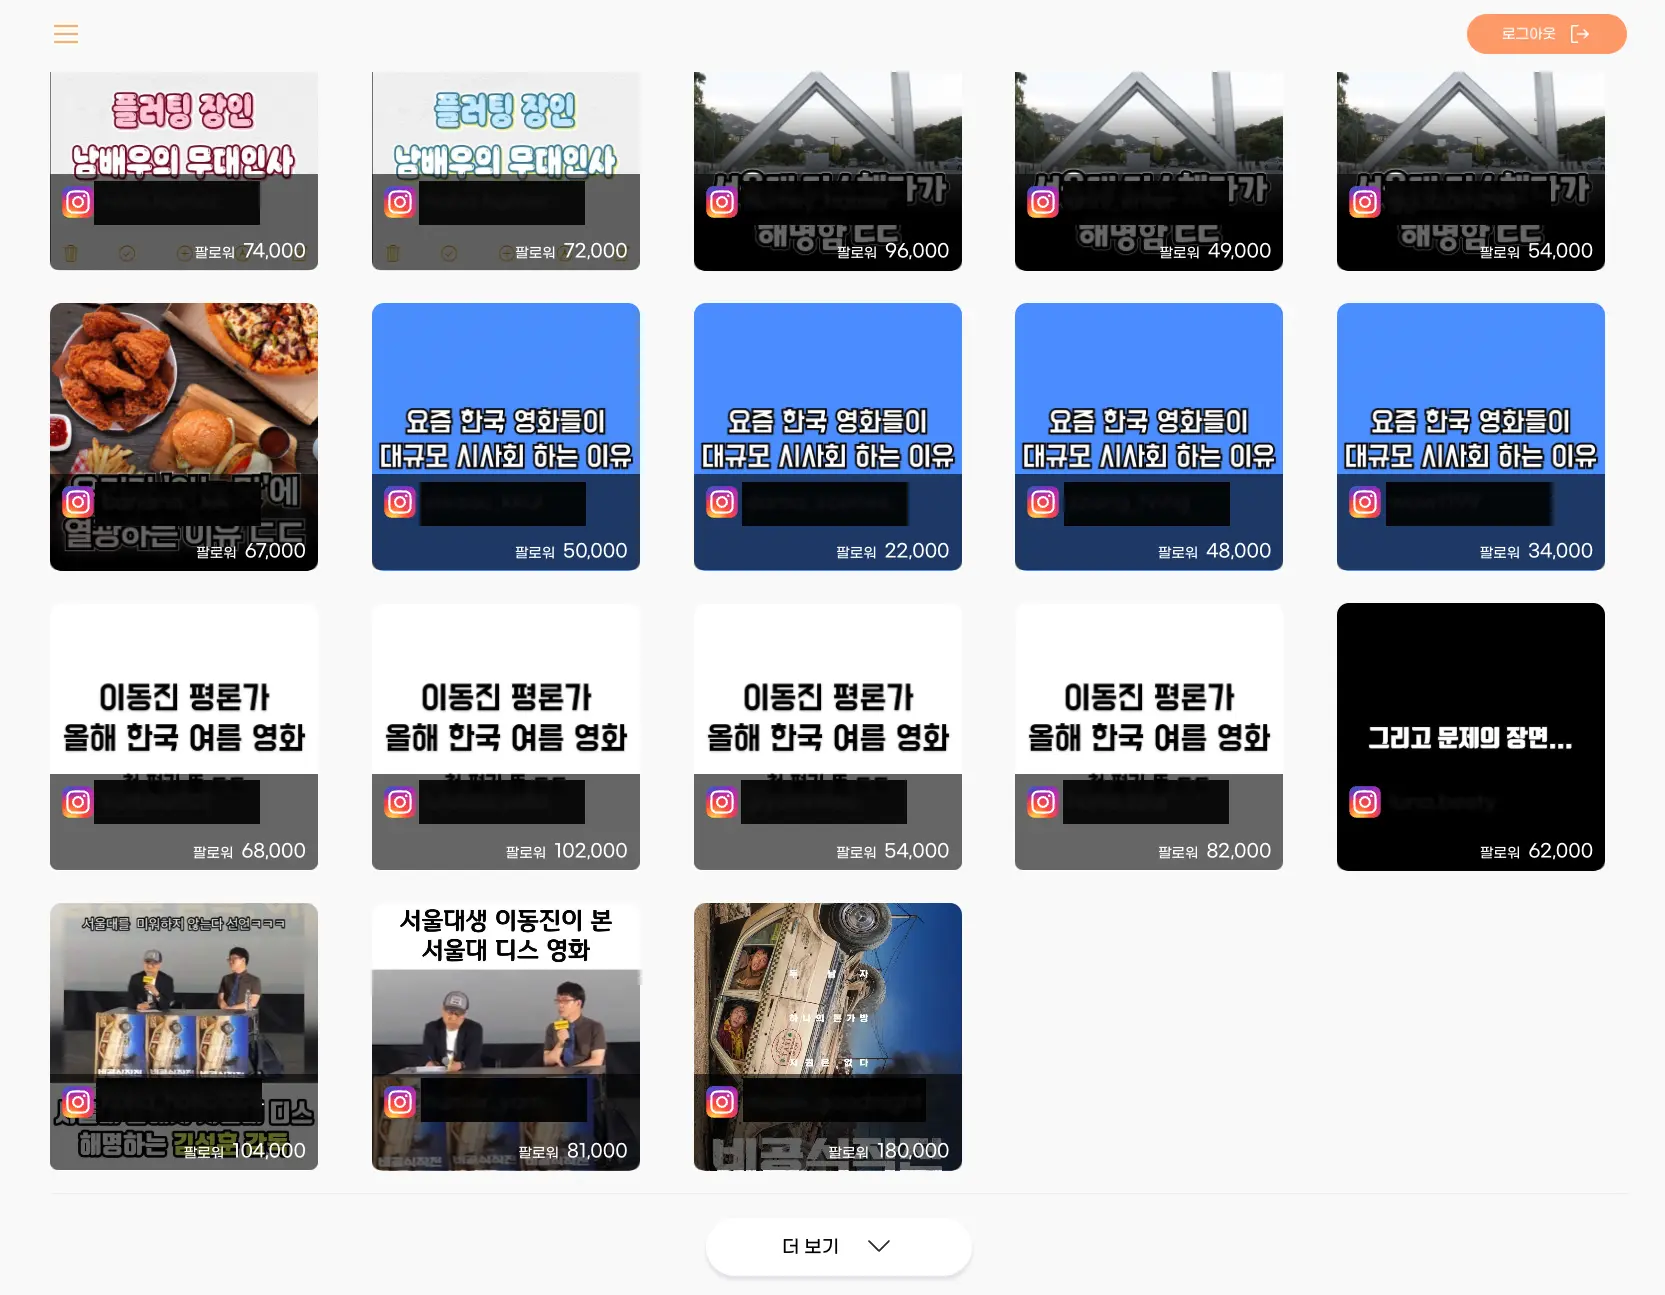 로그아웃
플러팅 장인
남배우의 무대인사
팔로워 74,000
플러팅 장인
남배우의 무대인사
팔로워 72,000
해명함 ㄷㄷ
팔로워 96,000
해명함 ㄷㄷ
팔로워 49,000
해명함 ㄷㄷ
팔로워 54,000
열광하는 이유 ㄷㄷ
팔로워 67,000
요즘 한국 영화들이
대규모 시사회 하는 이유
팔로워 50,000
요즘 한국 영화들이
대규모 시사회 하는 이유
팔로워 22,000
요즘 한국 영화들이
대규모 시사회 하는 이유
팔로워 48,000
요즘 한국 영화들이
대규모 시사회 하는 이유
팔로워 34,000
이동진 평론가
올해 한국 여름 영화
팔로워 68,000
이동진 평론가
올해 한국 여름 영화
팔로워 102,000
이동진 평론가
올해 한국 여름 영화
팔로워 54,000
이동진 평론가
올해 한국 여름 영화
팔로워 82,000
그리고 문제의 장면...
팔로워 62,000
서울대를 미워하지 않는다 선언ㅋㅋㅋ
디스
해명하는 김성훈 감독
팔로워 104,000
서울대생 이동진이 본
서울대 디스 영화
팔로워 81,000
두 남자
하나의 돈가방
자비란 없다
비공식작전
팔로워 180,000
더 보기